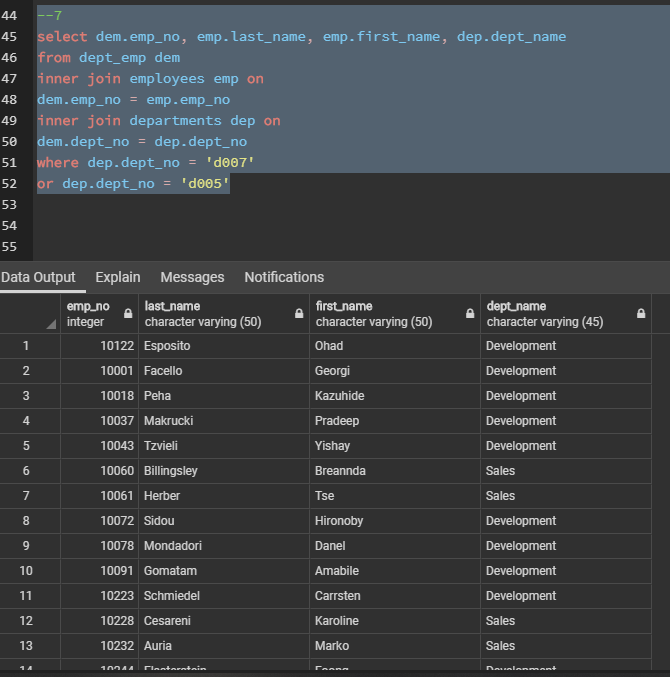 44 --7
45 select dem.emp_no, emp.last_name, emp.first_name, dep.dept_name
46 from dept_emp dem
47 inner join employees emp on
48 dem.emp_no = emp.emp_no
49 inner join departments dep on
50 dem.dept_no = dep.dept_no
51 where dep.dept_no = 'd007'
52 or dep.dept_no = 'd005'
53
54
55
Data Output Explain Messages Notifications
emp_no last_name first_name dept_name
integer character varying (50) character varying (50) character varying (45)
1 10122 Esposito Ohad Development
2 10001 Facello Georgi Development
3 10018 Peha Kazuhide Development
4 10037 Makrucki Pradeep Development
5 10043 Tzvieli Yishay Development
6 10060 Billingsley Breannda Sales
7 10061 Herber Tse Sales
8 10072 Sidou Hironoby Development
9 10078 Mondadori Danel Development
10 10091 Gomatam Amabile Development
11 10223 Schmiedel Carrsten Development
12 10228 Cesareni Karoline Sales
13 10232 Auria Marko Sales
14 10244 Development